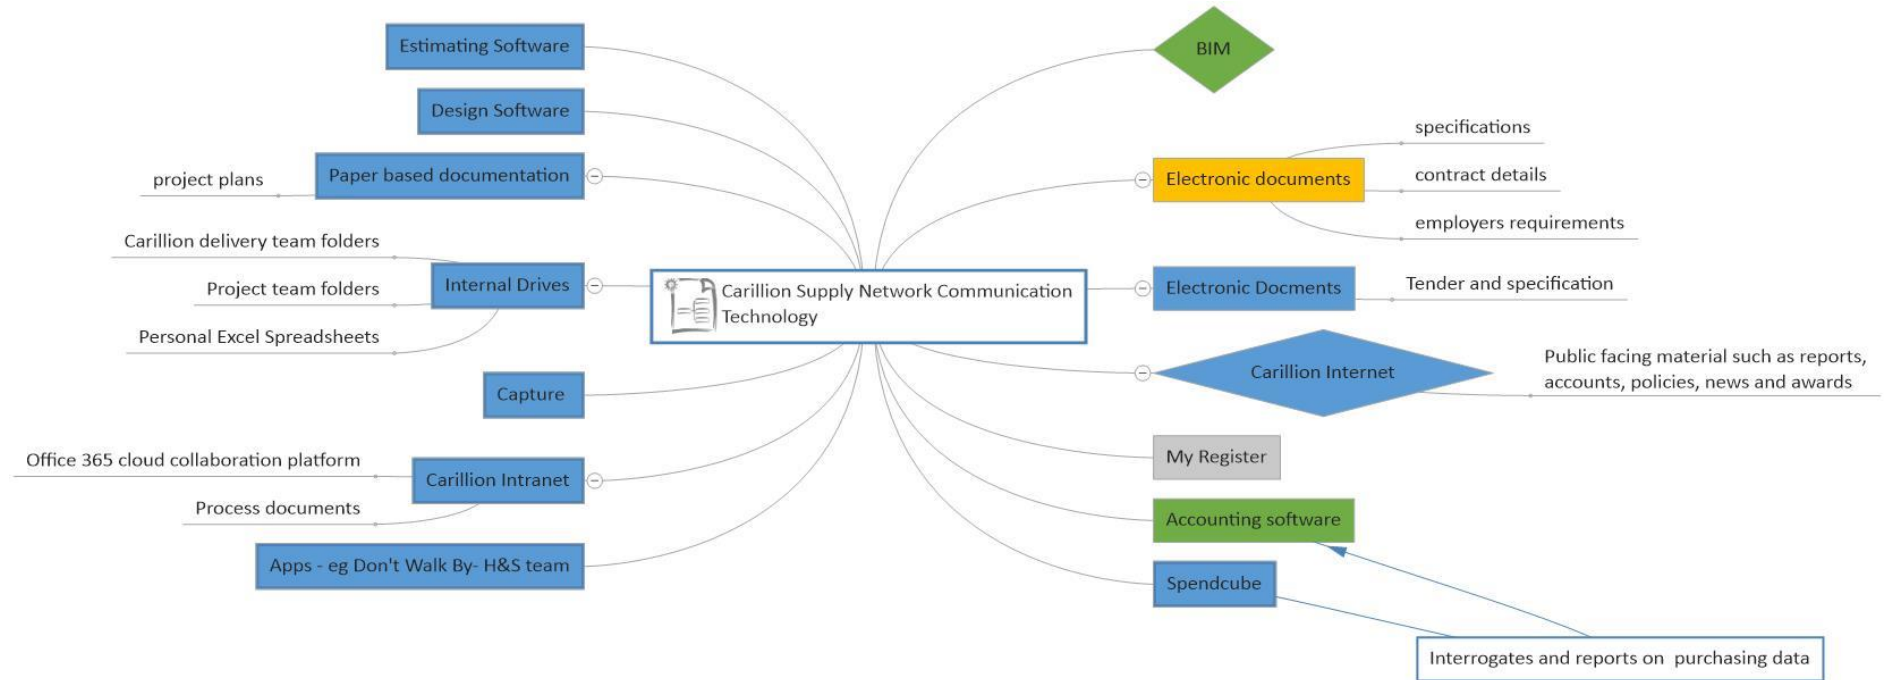 Estimating Software
Design Software
Paper based documentation
project plans
Carillion delivery team folders
Internal Drives
Project team folders
Personal Excel Spreadsheets
Capture
Office 365 cloud collaboration platform
Carillion Intranet
Process documents
Apps - eg Don't Walk By- H&S team
Carillion Supply Network Communication
Technology
BIM
specifications
Electronic documents
contract details
employers requirements
Electronic Docments
Tender and specification
Carillion Internet
Public facing material such as reports,
accounts, policies, news and awards
My Register
Accounting software
Spendcube
Interrogates and reports on purchasing data